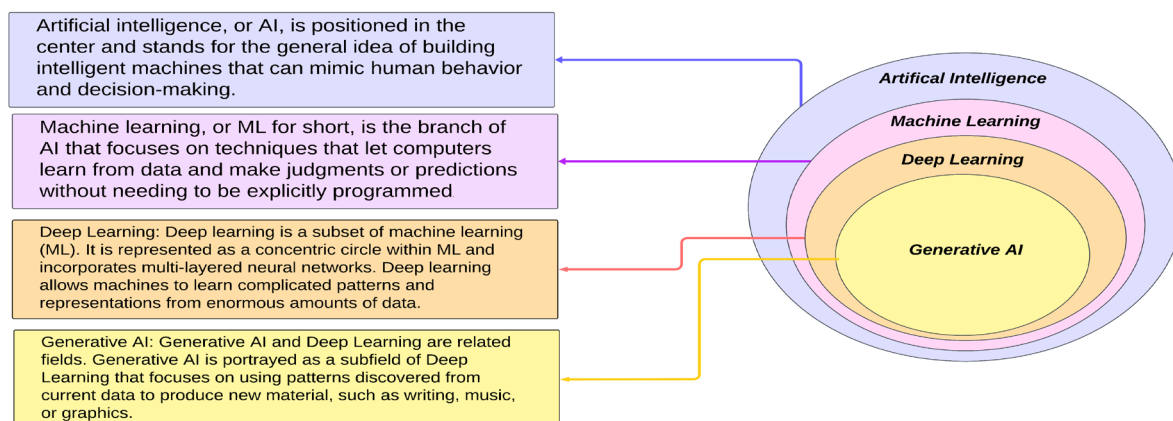 Artificial intelligence, or AI, is positioned in the
center and stands for the general idea of building
intelligent machines that can mimic human behavior
and decision-making.
Machine learning, or ML for short, is the branch of
AI that focuses on techniques that let computers
learn from data and make judgments or predictions
without needing to be explicitly programmed.
Deep Learning: Deep learning is a subset of machine learning
(ML). It is represented as a concentric circle within ML and
incorporates multi-layered neural networks. Deep learning
allows machines to learn complicated patterns and
representations from enormous amounts of data.
Generative AI: Generative AI and Deep Learning are related
fields. Generative AI is portrayed as a subfield of Deep
Learning that focuses on using patterns discovered from
current data to produce new material, such as writing, music,
or graphics.
Artifical Intelligence
Machine Learning
Deep Learning
Generative AI